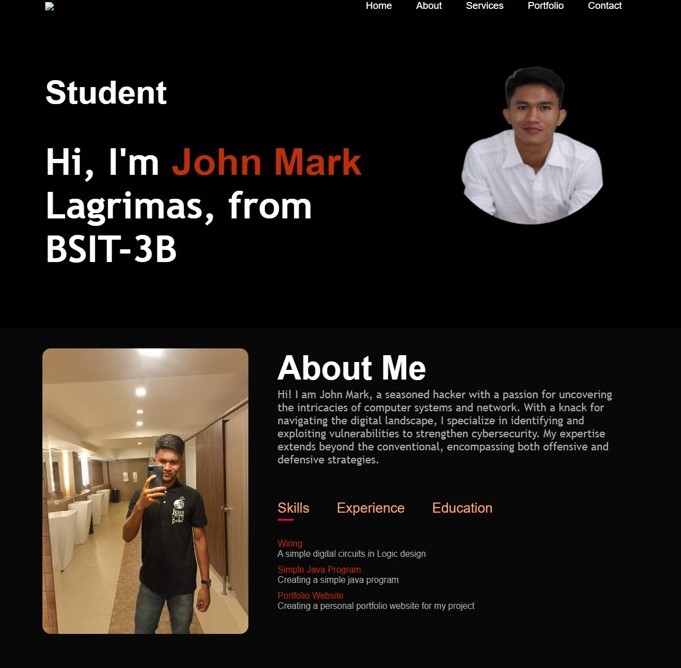 Home About Services Portfolio Contact
Student
Hi, I'm John Mark
Lagrimas, from
BSIT-3B
About Me
Hi! I am John Mark, a seasoned hacker with a passion for uncovering
the intricacies of computer systems and network. With a knack for
navigating the digital landscape, I specialize in identifying and
exploiting vulnerabilities to strengthen cybersecurity. My expertise
extends beyond the conventional, encompassing both offensive and
defensive strategies.
Skills Experience Education
Wiring
A simple digital circuits in Logic design
Simple Java Program
Creating a simple java program
Portfolio Website
Creating a personal portfolio website for my project